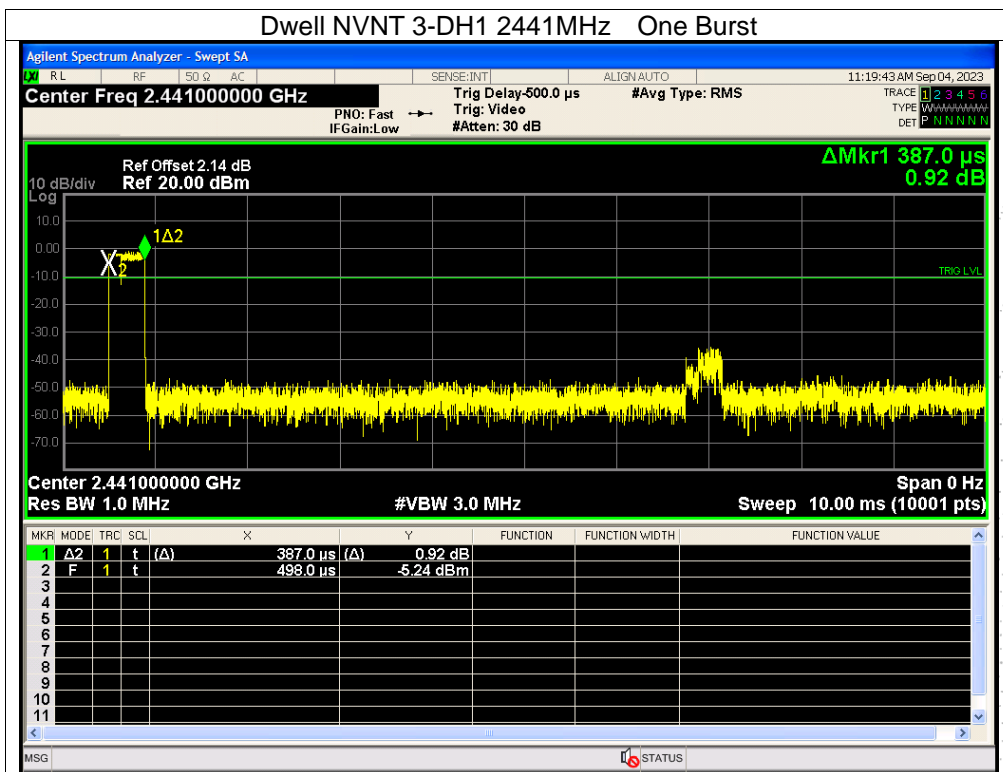 Dwell NVNT 3-DH1 2441MHz One Burst
Agilent Spectrum Analyzer - Swept SA
LXI RL RF 50 Ω AC SENSE:INT ALIGN AUTO 11:19:43 AM Sep 04, 2023
Center Freq 2.441000000 GHz
PNO: Fast
IFGain:Low
Trig Delay-500.0 µs
Trig: Video
#Atten: 30 dB
#Avg Type: RMS
TRACE 1 2 3 4 5 6
TYPE WWWWWW
DET P N N N N N
ΔMkr1 387.0 µs
0.92 dB
Ref Offset 2.14 dB
10 dB/div Ref 20.00 dBm
Log
10.0
0.00
-10.0
-20.0
-30.0
-40.0
-50.0
-60.0
-70.0
1Δ2
X2
TRIG LVL
Center 2.441000000 GHz Span 0 Hz
Res BW 1.0 MHz #VBW 3.0 MHz Sweep 10.00 ms (10001 pts)
MKR MODE TRC SCL X Y FUNCTION FUNCTION WIDTH FUNCTION VALUE
1 Δ2 1 t (Δ) 387.0 µs (Δ) 0.92 dB
2 F 1 t 498.0 µs -5.24 dBm
3
4
5
6
7
8
9
10
11
MSG STATUS